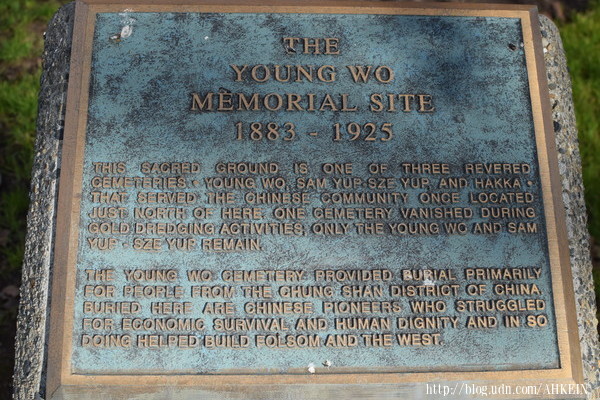 THE
YOUNG WO
MEMORIAL SITE
1883 - 1925
THIS SACRED GROUND IS ONE OF THREE REVERED
CEMETERIES • YOUNG WO, SAM YUP SZE YUP, AND HAKKA •
THAT SERVED THE CHINESE COMMUNITY ONCE LOCATED
JUST NORTH OF HERE. ONE CEMETERY VANISHED DURING
GOLD DREDGING ACTIVITIES; ONLY THE YOUNG WO AND SAM
YUP - SZE YUP REMAIN.
THE YOUNG WO CEMETERY PROVIDED BURIAL PRIMARILY
FOR PEOPLE FROM THE CHUNG SHAN DISTRICT OF CHINA.
BURIED HERE ARE CHINESE PIONEERS WHO STRUGGLED
FOR ECONOMIC SURVIVAL AND HUMAN DIGNITY AND IN SO
DOING HELPED BUILD FOLSOM AND THE WEST.
http://blog.udn.com/AHKEIN